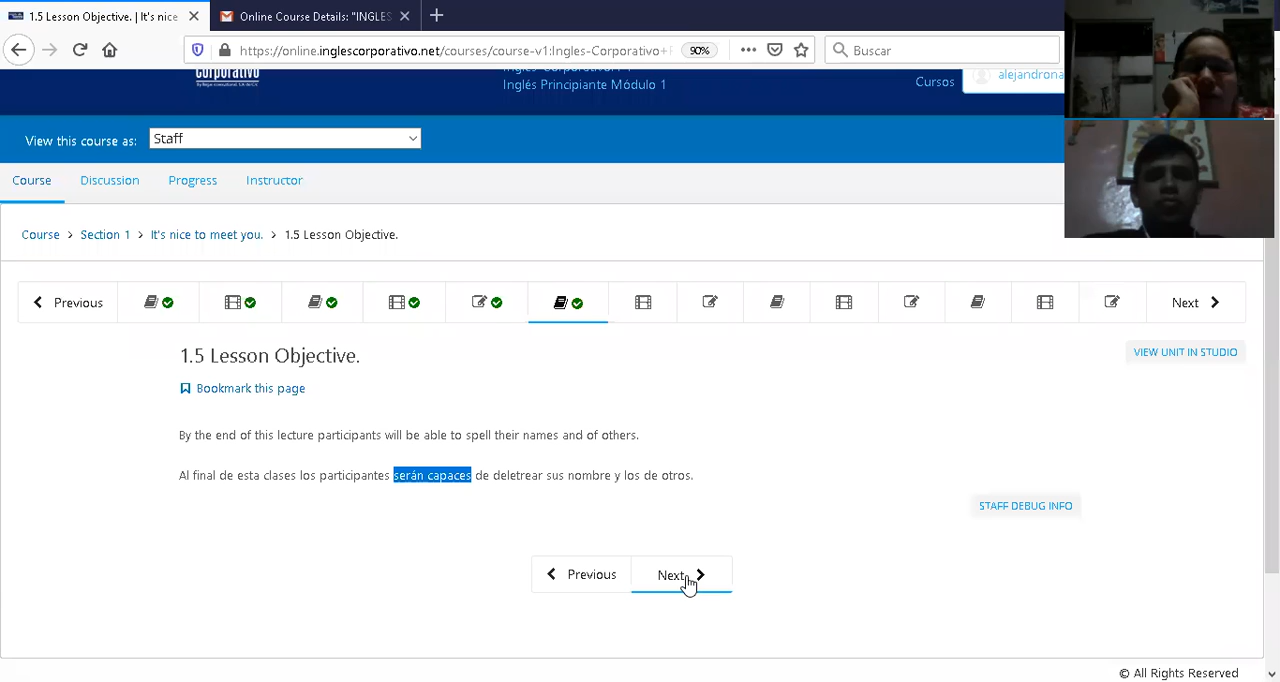 1.5 Lesson Objective. | It's nice
Online Course Details: "INGLES
https://online.inglescorporativo.net/courses/course-v1:Ingles-Corporativo+
90%
Buscar
Corporativo
Inglés Principiante Módulo 1
Cursos
alejandrona
View this course as:
Staff
Course
Discussion
Progress
Instructor
Course > Section 1 > It's nice to meet you. > 1.5 Lesson Objective.
Previous
Next
1.5 Lesson Objective.
VIEW UNIT IN STUDIO
Bookmark this page
By the end of this lecture participants will be able to spell their names and of others.
Al final de esta clases los participantes serán capaces de deletrear sus nombre y los de otros.
STAFF DEBUG INFO
Previous
Next
© All Rights Reserved